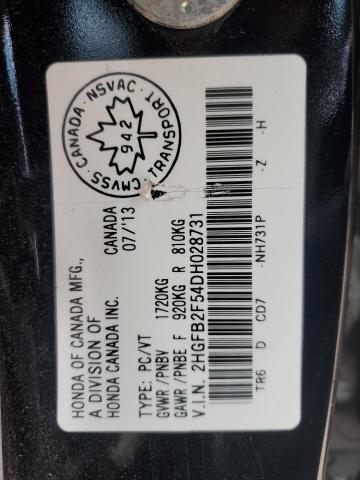 HONDA OF CANADA MFG.,
A DIVISION OF
HONDA CANADA INC.
CANADA
07/'13
CMVSS · CANADA · NSVAC · TRANSPORT
942
TYPE: PC/VT
GVWR /PNBV 1720KG
GAWR /PNBE F 920KG R 810KG
V.I.N. 2HGFB2F54DH028731
TR6 D CD7 -NH731P -Z -H